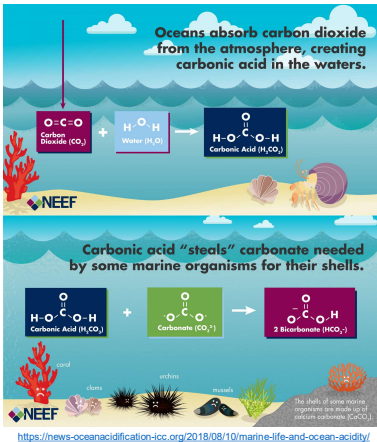 Oceans absorb carbon dioxide
from the atmosphere, creating
carbonic acid in the waters.
O=C=O
Carbon
Dioxide (CO₂)
+
H O H
Water (H₂O)
O
C
H-O O-H
Carbonic Acid (H₂CO₃)
NEEF
Carbonic acid “steals” carbonate needed
by some marine organisms for their shells.
O
C
H-O O-H
Carbonic Acid (H₂CO₃)
+
O
C
-O O-
Carbonate (CO₃²⁻)
O
C
-O O H
2 Bicarbonate (HCO₃-)
coral
clams
urchins
mussels
The shells of some marine
organisms are made up of
calcium carbonate (CaCO₃).
NEEF
https://news-oceanacidification-icc.org/2018/08/10/marine-life-and-ocean-acidity/